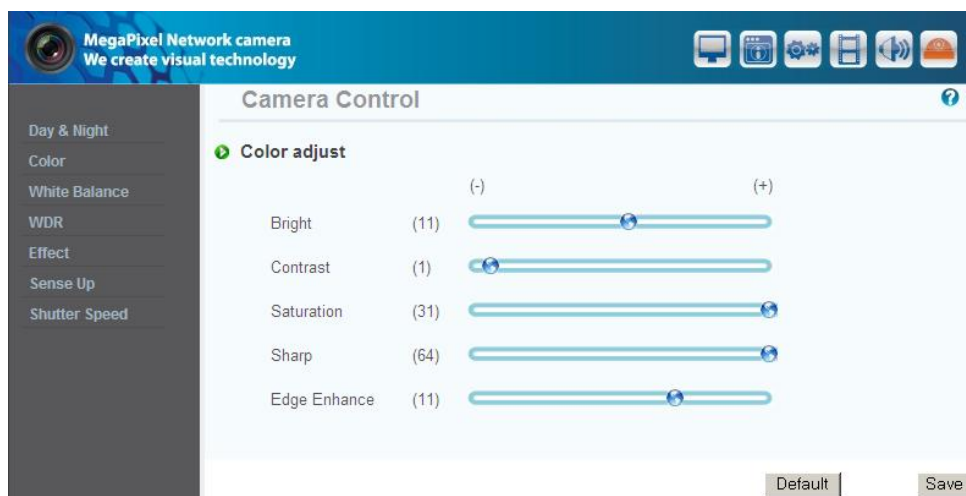 MegaPixel Network camera
We create visual technology
Camera Control
?
Day & Night
Color
White Balance
WDR
Effect
Sense Up
Shutter Speed
Color adjust
(-) (+)
Bright (11)
Contrast (1)
Saturation (31)
Sharp (64)
Edge Enhance (11)
Default Save